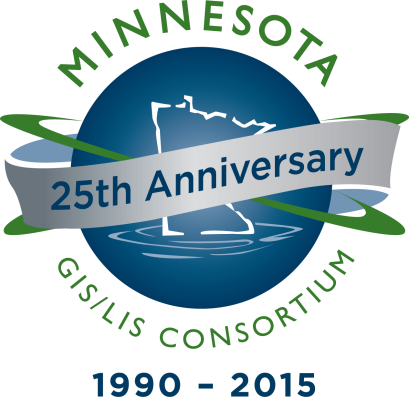 MINNESOTA
25th Anniversary
GIS/LIS CONSORTIUM
1990 – 2015